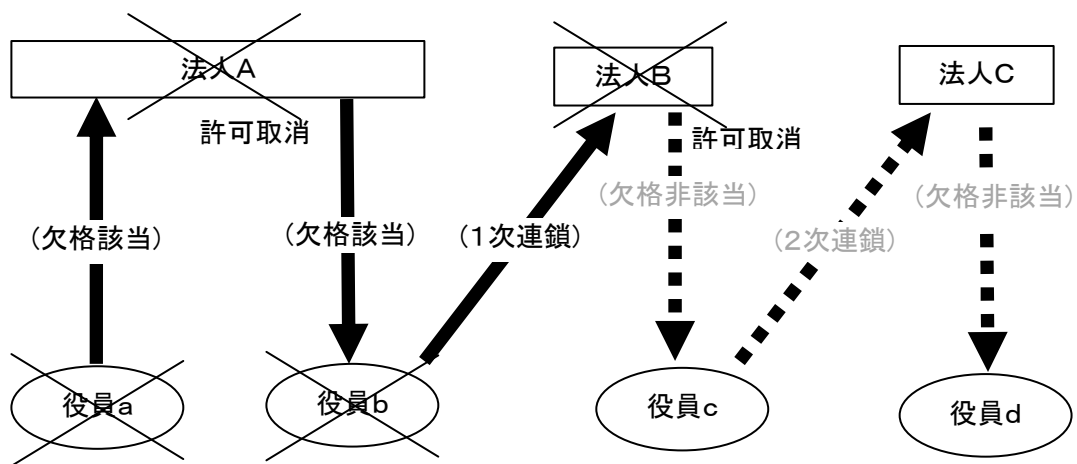 法人A
法人B
法人C
許可取消
許可取消
(欠格該当)
(欠格該当)
(1次連鎖)
(欠格非該当)
(2次連鎖)
(欠格非該当)
役員a
役員b
役員c
役員d